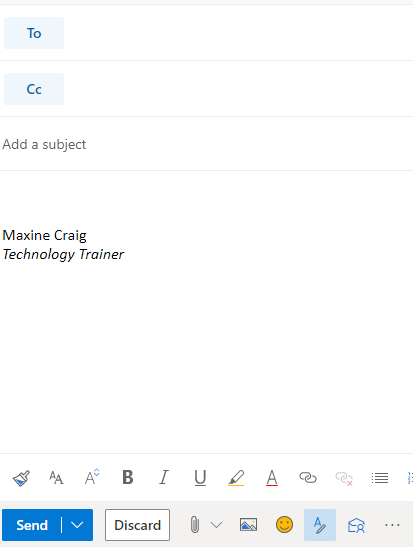 To
Cc
Add a subject
Maxine Craig
Technology Trainer
B I U A
Send Discard